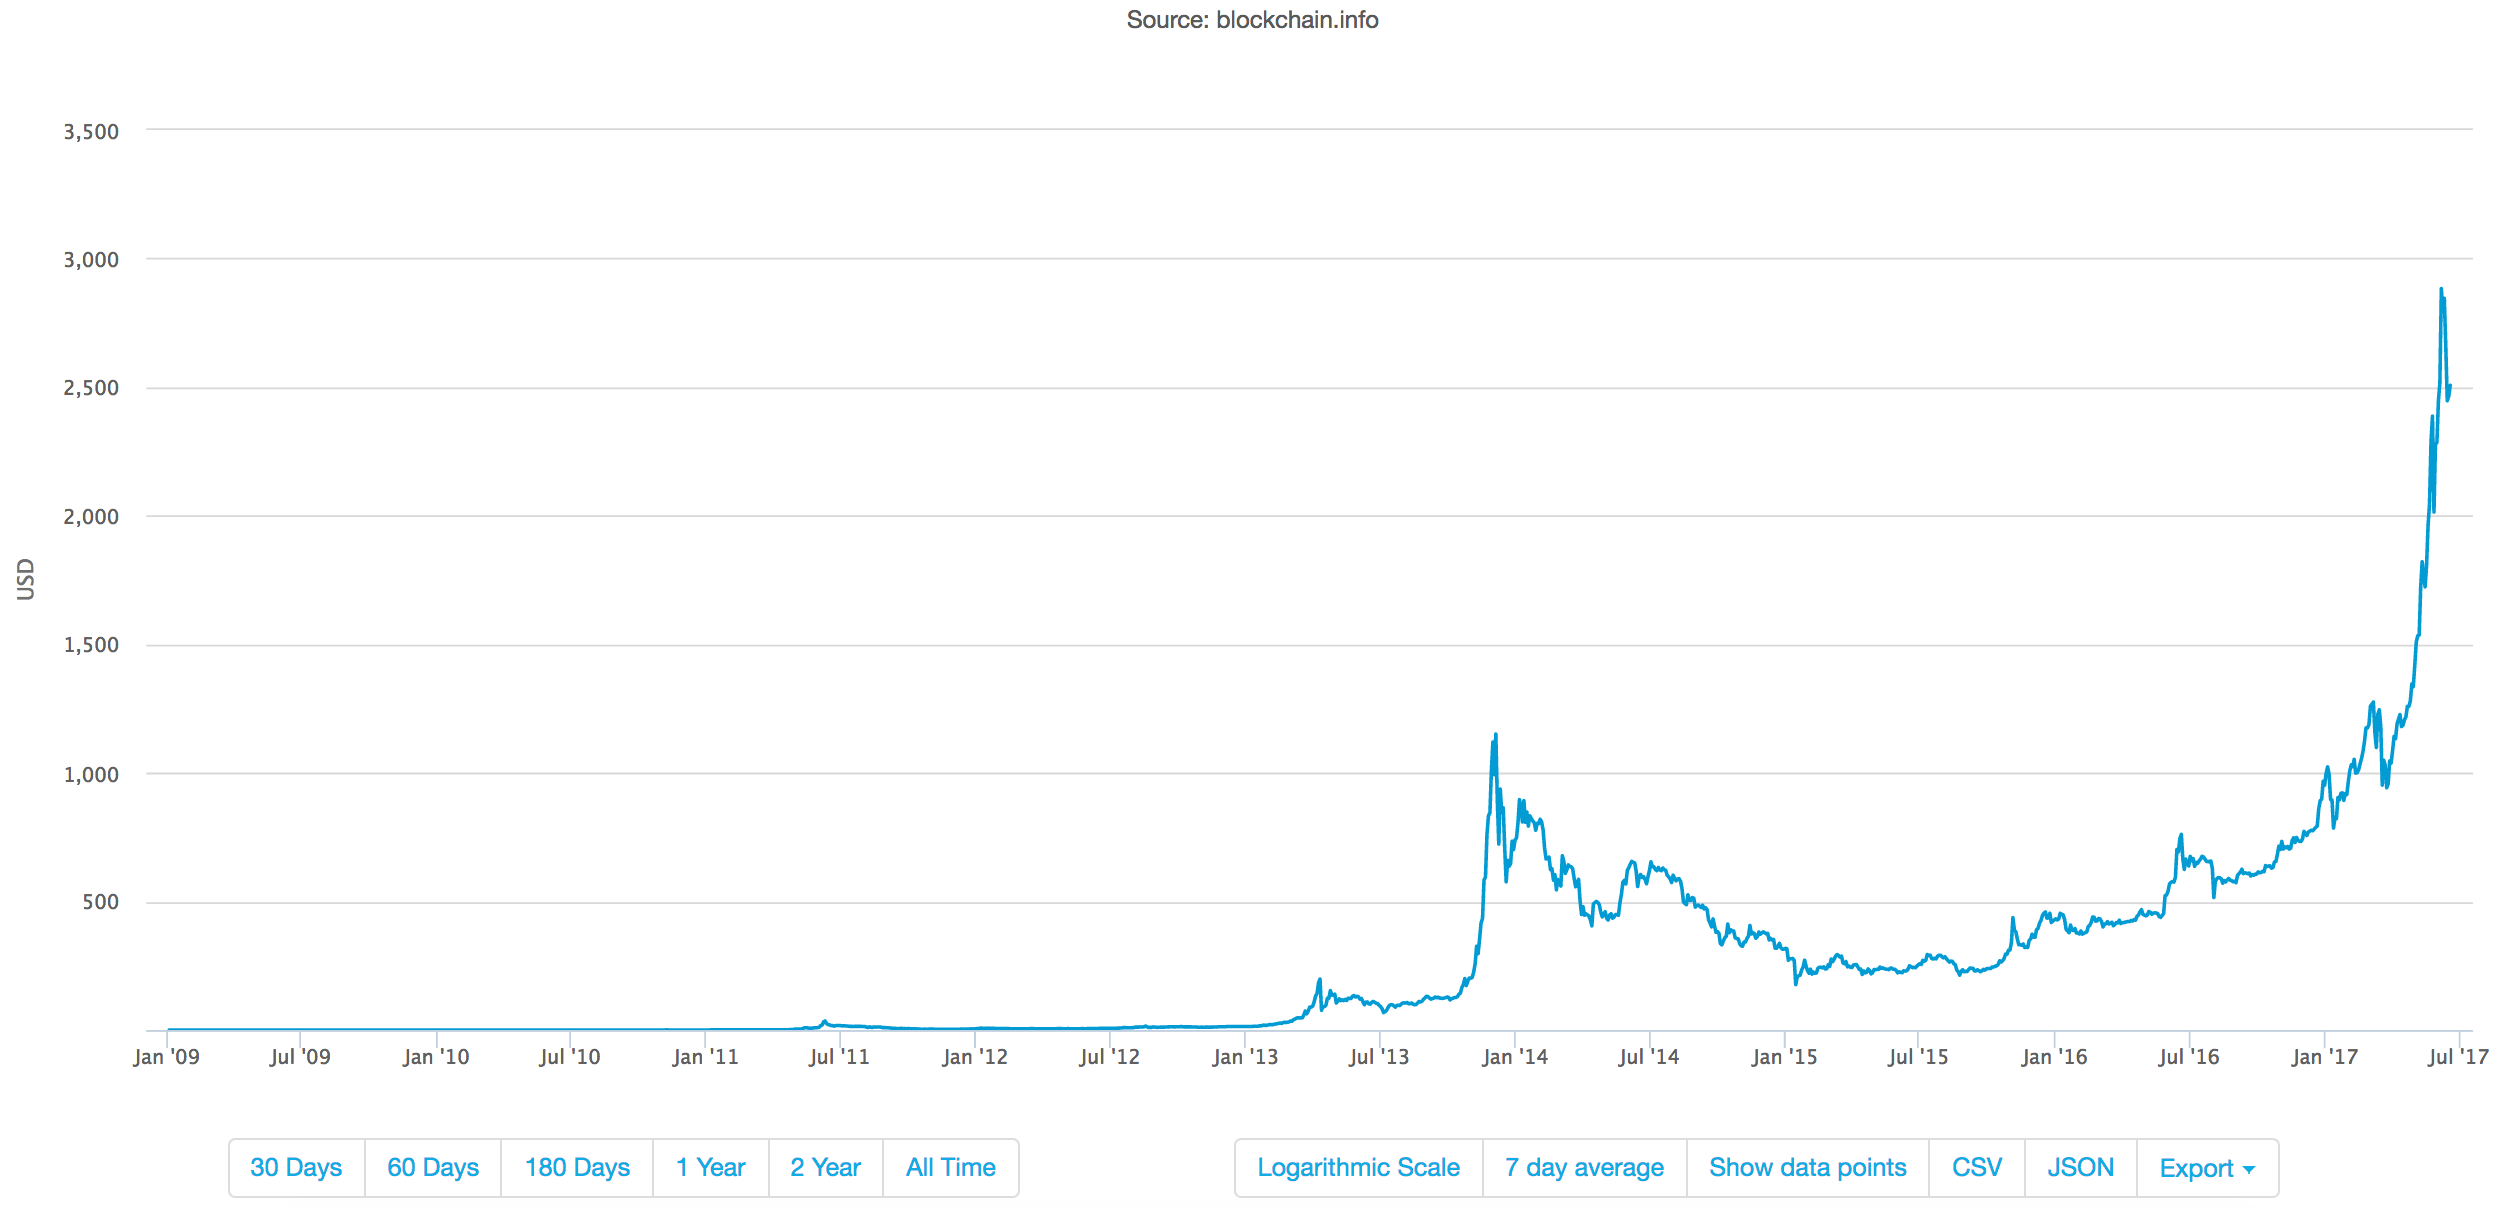 Source: blockchain.info
3,500
3,000
2,500
2,000
1,500
1,000
500
USD
Jan '09 Jul '09 Jan '10 Jul '10 Jan '11 Jul '11 Jan '12 Jul '12 Jan '13 Jul '13 Jan '14 Jul '14 Jan '15 Jul '15 Jan '16 Jul '16 Jan '17 Jul '17
30 Days 60 Days 180 Days 1 Year 2 Year All Time Logarithmic Scale 7 day average Show data points CSV JSON Export